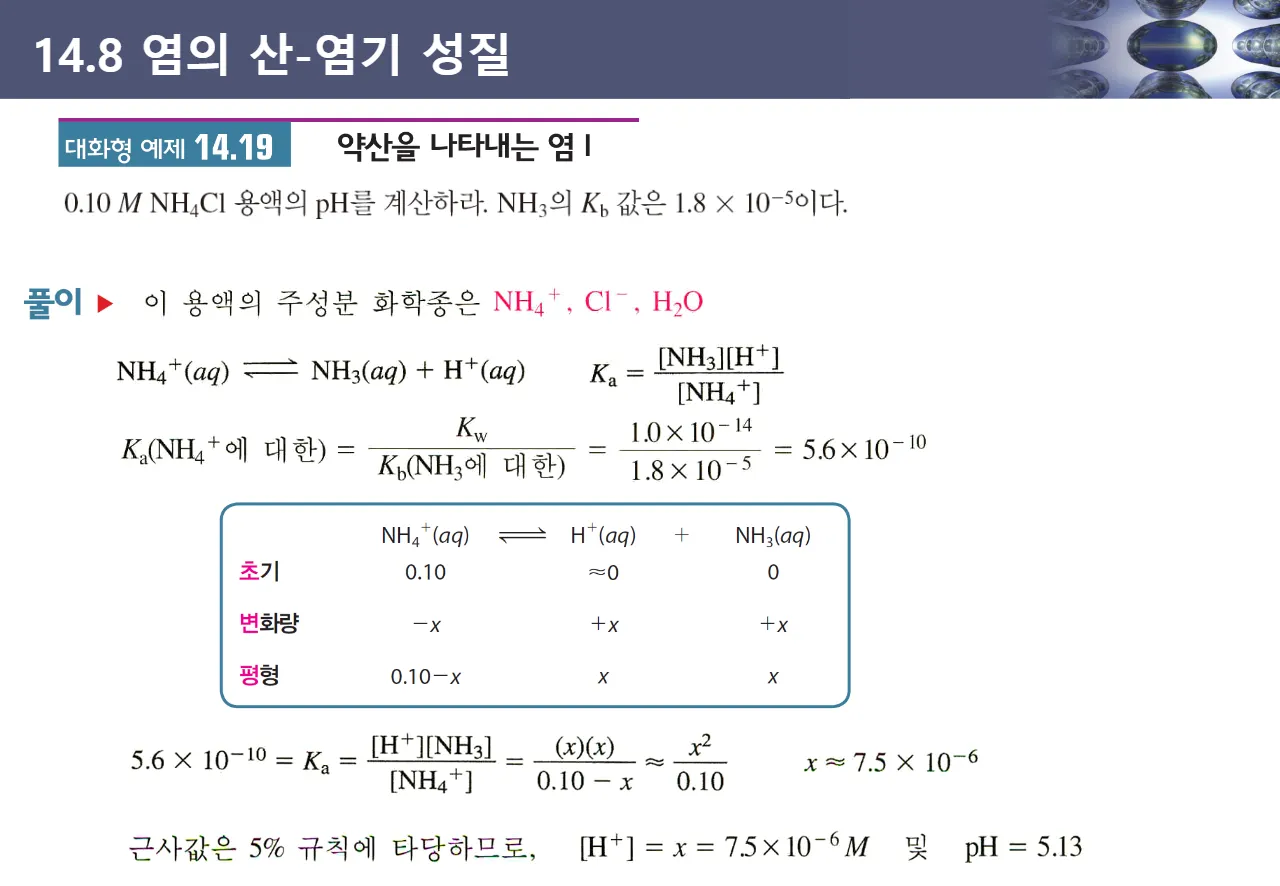 14.8 염의 산-염기 성질
대화형 예제 14.19 약산을 나타내는 염 I
0.10 M NH₄Cl 용액의 pH를 계산하라. NH₃의 K_b 값은 1.8 × 10⁻⁵이다.
풀이 ▶ 이 용액의 주성분 화학종은 NH₄⁺, Cl⁻, H₂O
NH₄⁺(aq) ⇌ NH₃(aq) + H⁺(aq) K_a = [NH₃][H⁺] / [NH₄⁺]
K_a(NH₄⁺에 대한) = K_w / K_b(NH₃에 대한) = 1.0×10⁻¹⁴ / 1.8×10⁻⁵ = 5.6×10⁻¹⁰
NH₄⁺(aq) ⇌ H⁺(aq) + NH₃(aq)
초기 0.10 ≈0 0
변화량 −x +x +x
평형 0.10−x x x
5.6 × 10⁻¹⁰ = K_a = [H⁺][NH₃] / [NH₄⁺] = (x)(x) / 0.10 − x ≈ x² / 0.10 x ≈ 7.5 × 10⁻⁶
근사값은 5% 규칙에 타당하므로, [H⁺] = x = 7.5×10⁻⁶ M 및 pH = 5.13